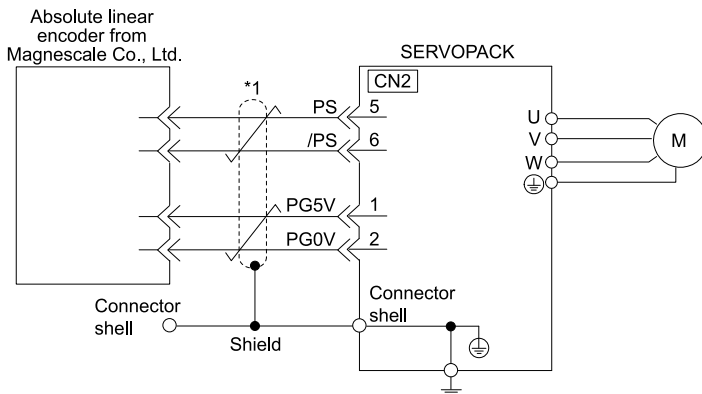 Absolute linear
encoder from
Magnescale Co., Ltd.
SERVOPACK
*1
CN2
PS
5
/PS
6
PG5V
1
PG0V
2
U
V
W
M
Connector
shell
Shield
Connector
shell